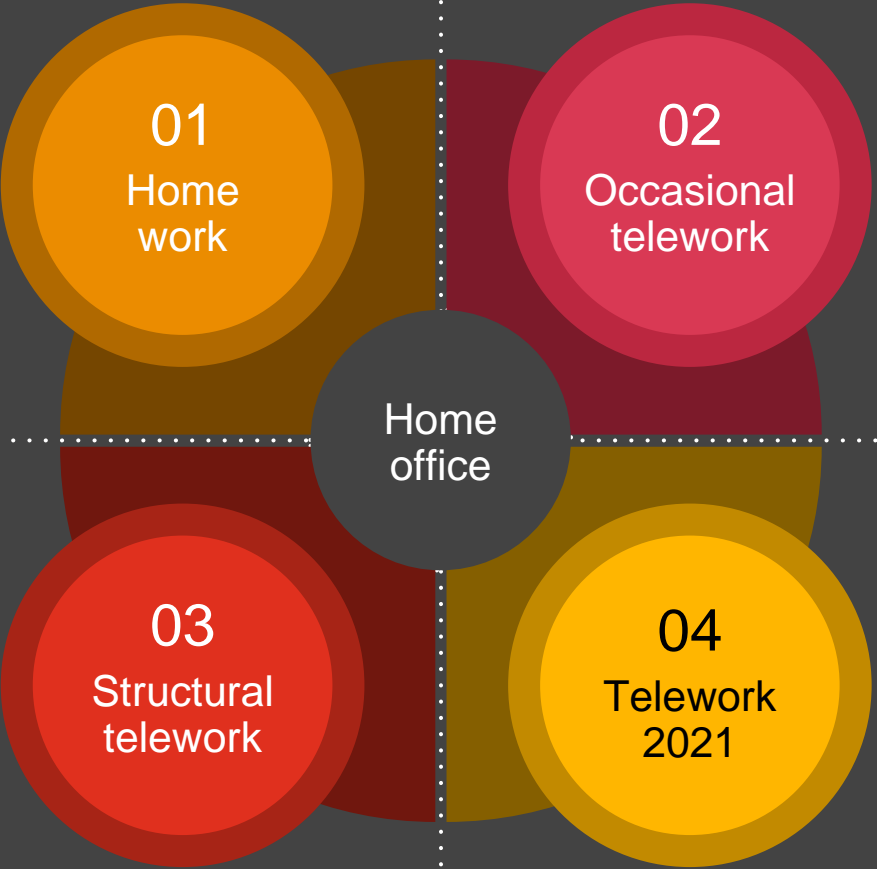 01
Home
work
02
Occasional
telework
Home
office
03
Structural
telework
04
Telework
2021